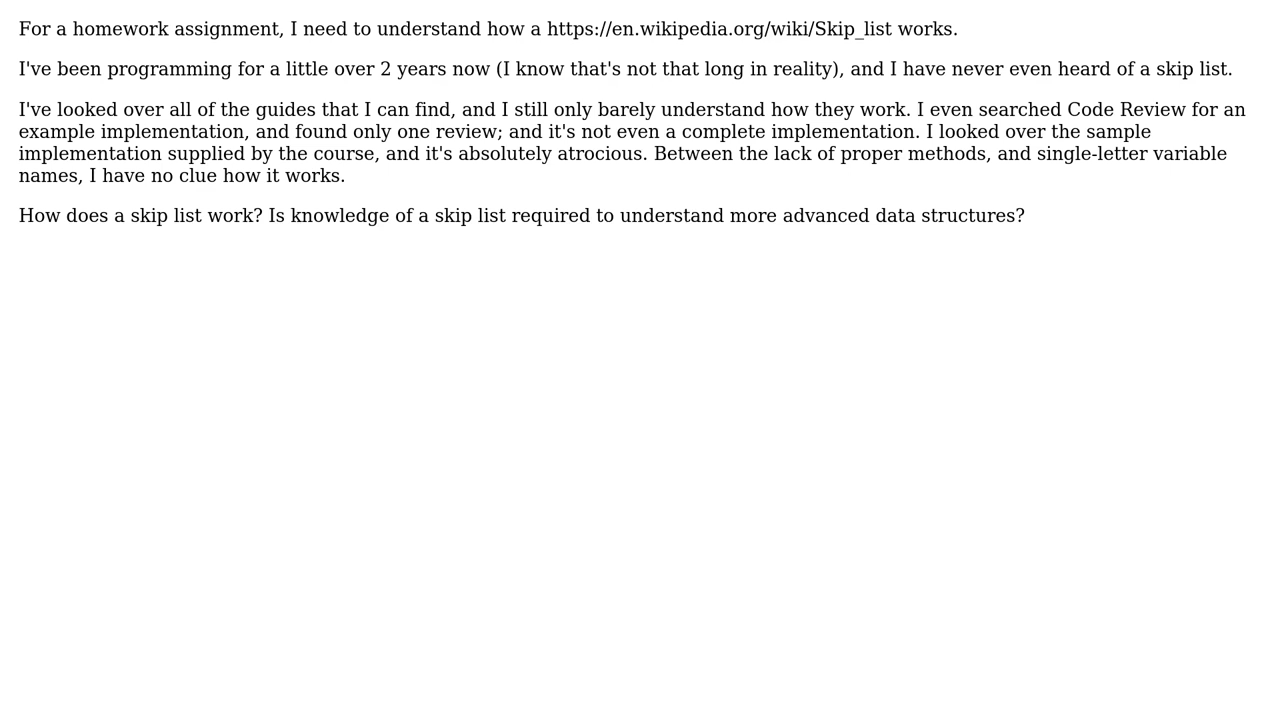 For a homework assignment, I need to understand how a https://en.wikipedia.org/wiki/Skip_list works.
I've been programming for a little over 2 years now (I know that's not that long in reality), and I have never even heard of a skip list.
I've looked over all of the guides that I can find, and I still only barely understand how they work. I even searched Code Review for an
example implementation, and found only one review; and it's not even a complete implementation. I looked over the sample
implementation supplied by the course, and it's absolutely atrocious. Between the lack of proper methods, and single-letter variable
names, I have no clue how it works.
How does a skip list work? Is knowledge of a skip list required to understand more advanced data structures?